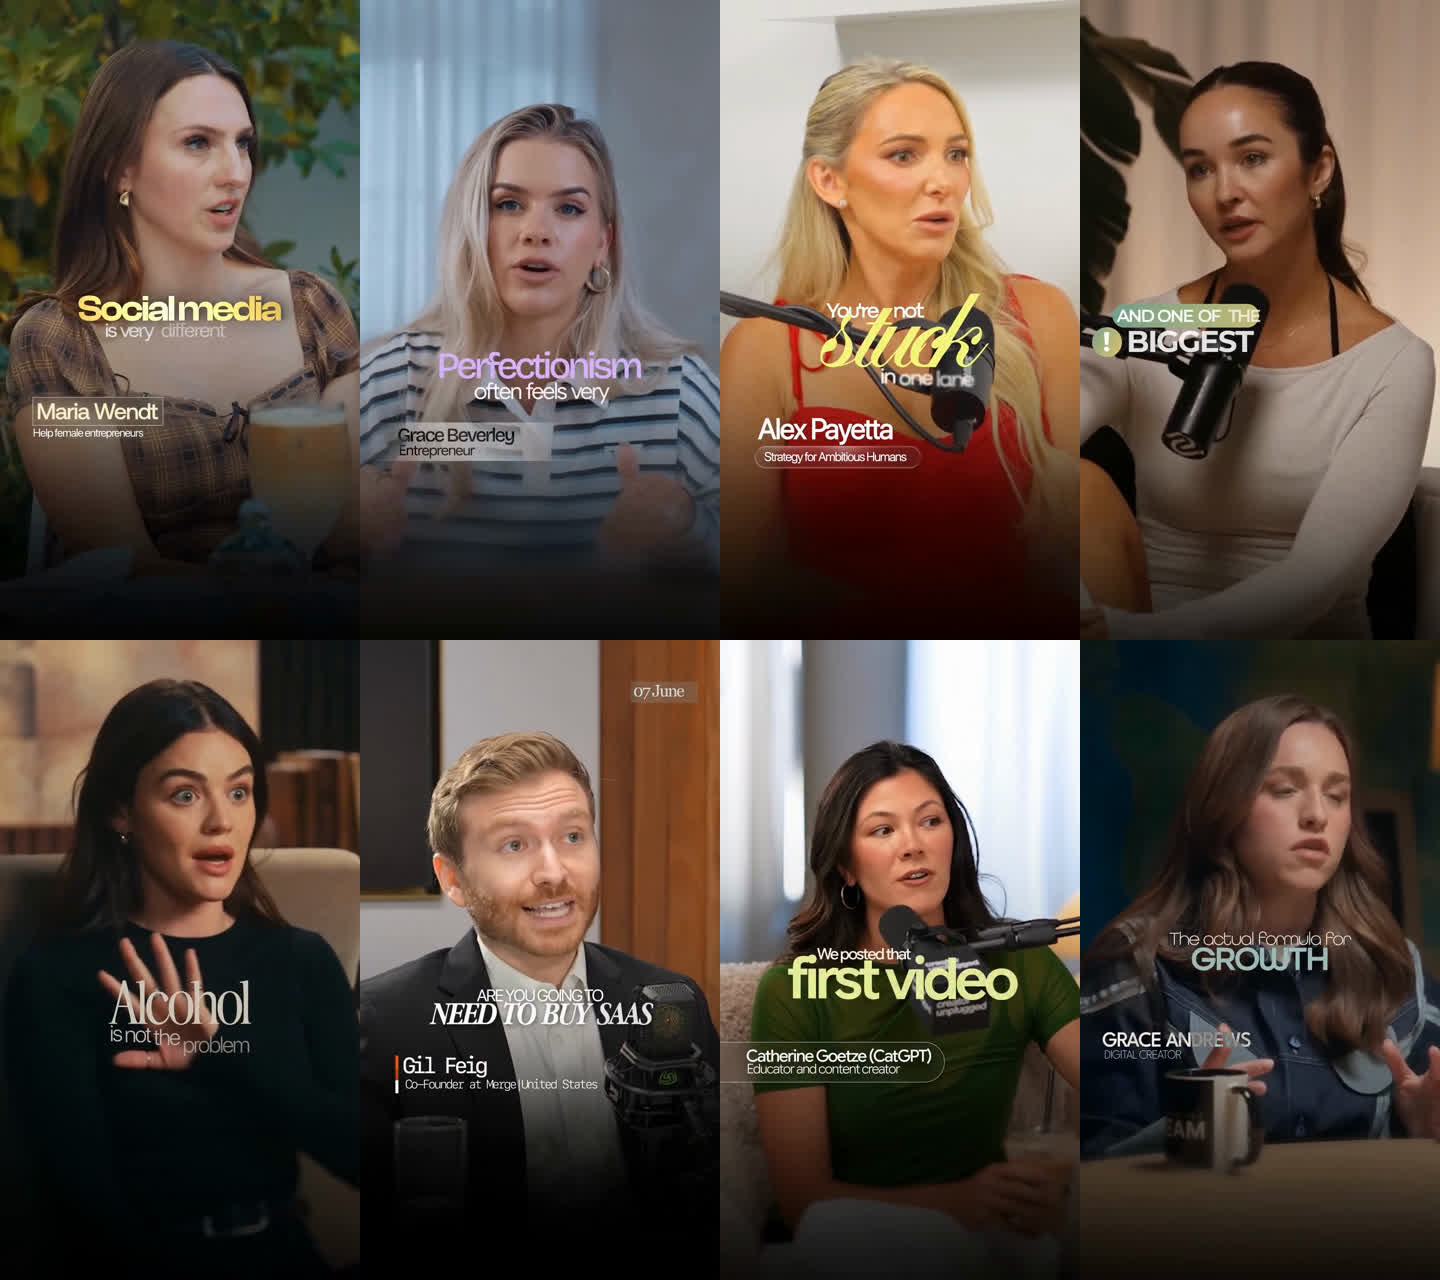 Social media
is very different
Maria Wendt
Help female entrepreneurs
Perfectionism
often feels very
Grace Beverley
Entrepreneur
You're not
stuck
in one lane
Alex Payetta
Strategy for Ambitious Humans
AND ONE OF THE
! BIGGEST
Alcohol
is not the problem
07 June
ARE YOU GOING TO
NEED TO BUY SAAS
Gil Feig
Co-Founder at Merge|United States
We posted that
first video
unplugged
Catherine Goetze (CatGPT)
Educator and content creator
The actual formula for
GROWTH
GRACE ANDREWS
DIGITAL CREATOR
EAM